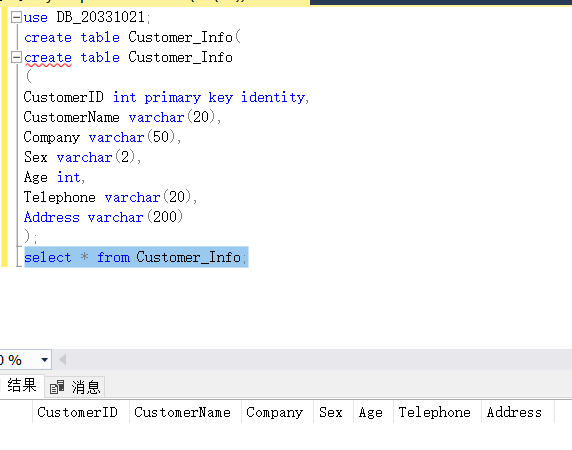 use DB_20331021;
create table Customer_Info(
create table Customer_Info
(
CustomerID int primary key identity,
CustomerName varchar(20),
Company varchar(50),
Sex varchar(2),
Age int,
Telephone varchar(20),
Address varchar(200)
);
select * from Customer_Info;
0 %
结果 消息
CustomerID CustomerName Company Sex Age Telephone Address